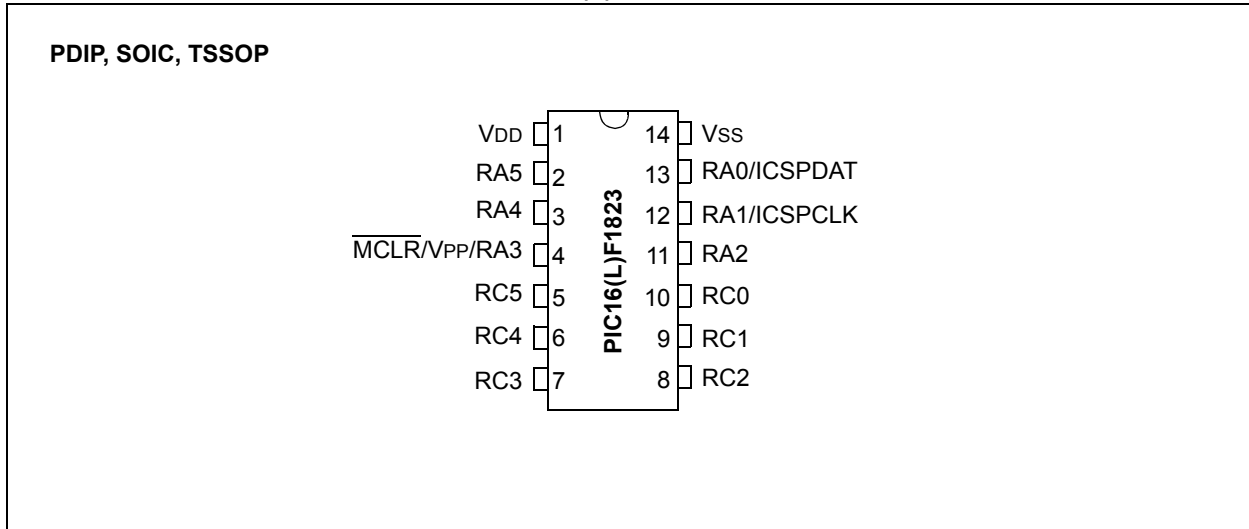 PDIP, SOIC, TSSOP
VDD 1 14 VSS
RA5 2 13 RA0/ICSPDAT
RA4 3 12 RA1/ICSPCLK
MCLR/VPP/RA3 4 11 RA2
RC5 5 10 RC0
RC4 6 9 RC1
RC3 7 8 RC2
PIC16(L)F1823